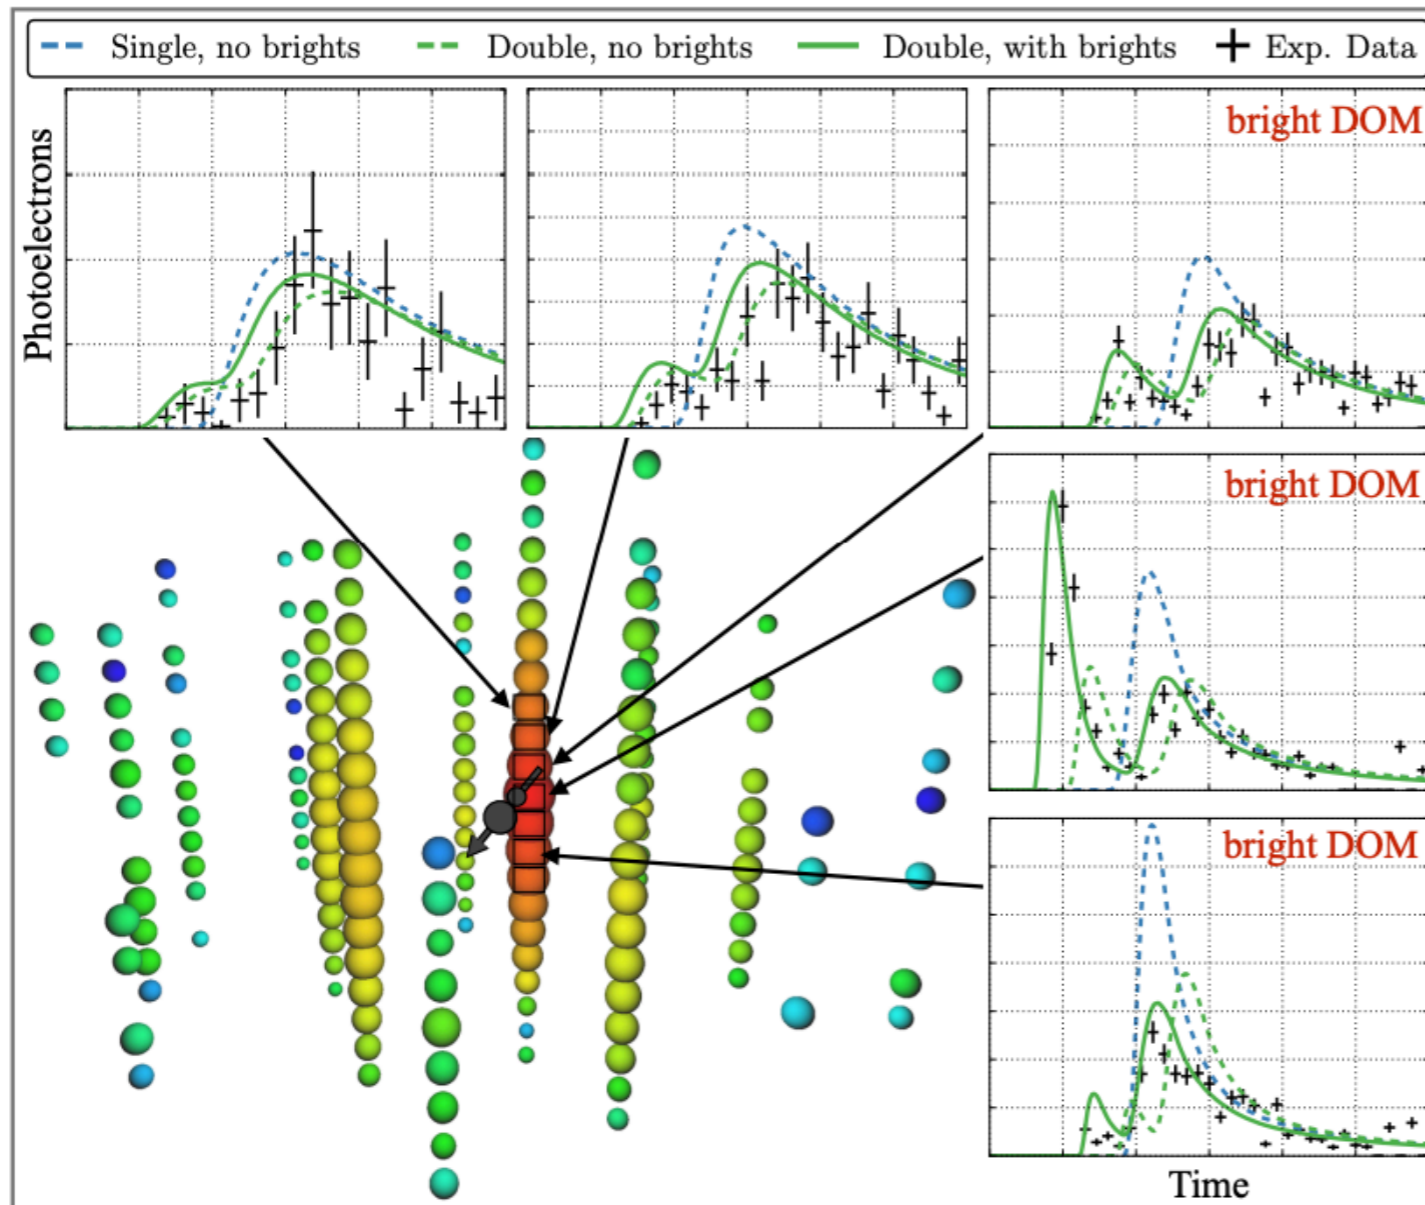 Single, no brights Double, no brights Double, with brights Exp. Data
Photoelectrons
bright DOM
bright DOM
bright DOM
Time